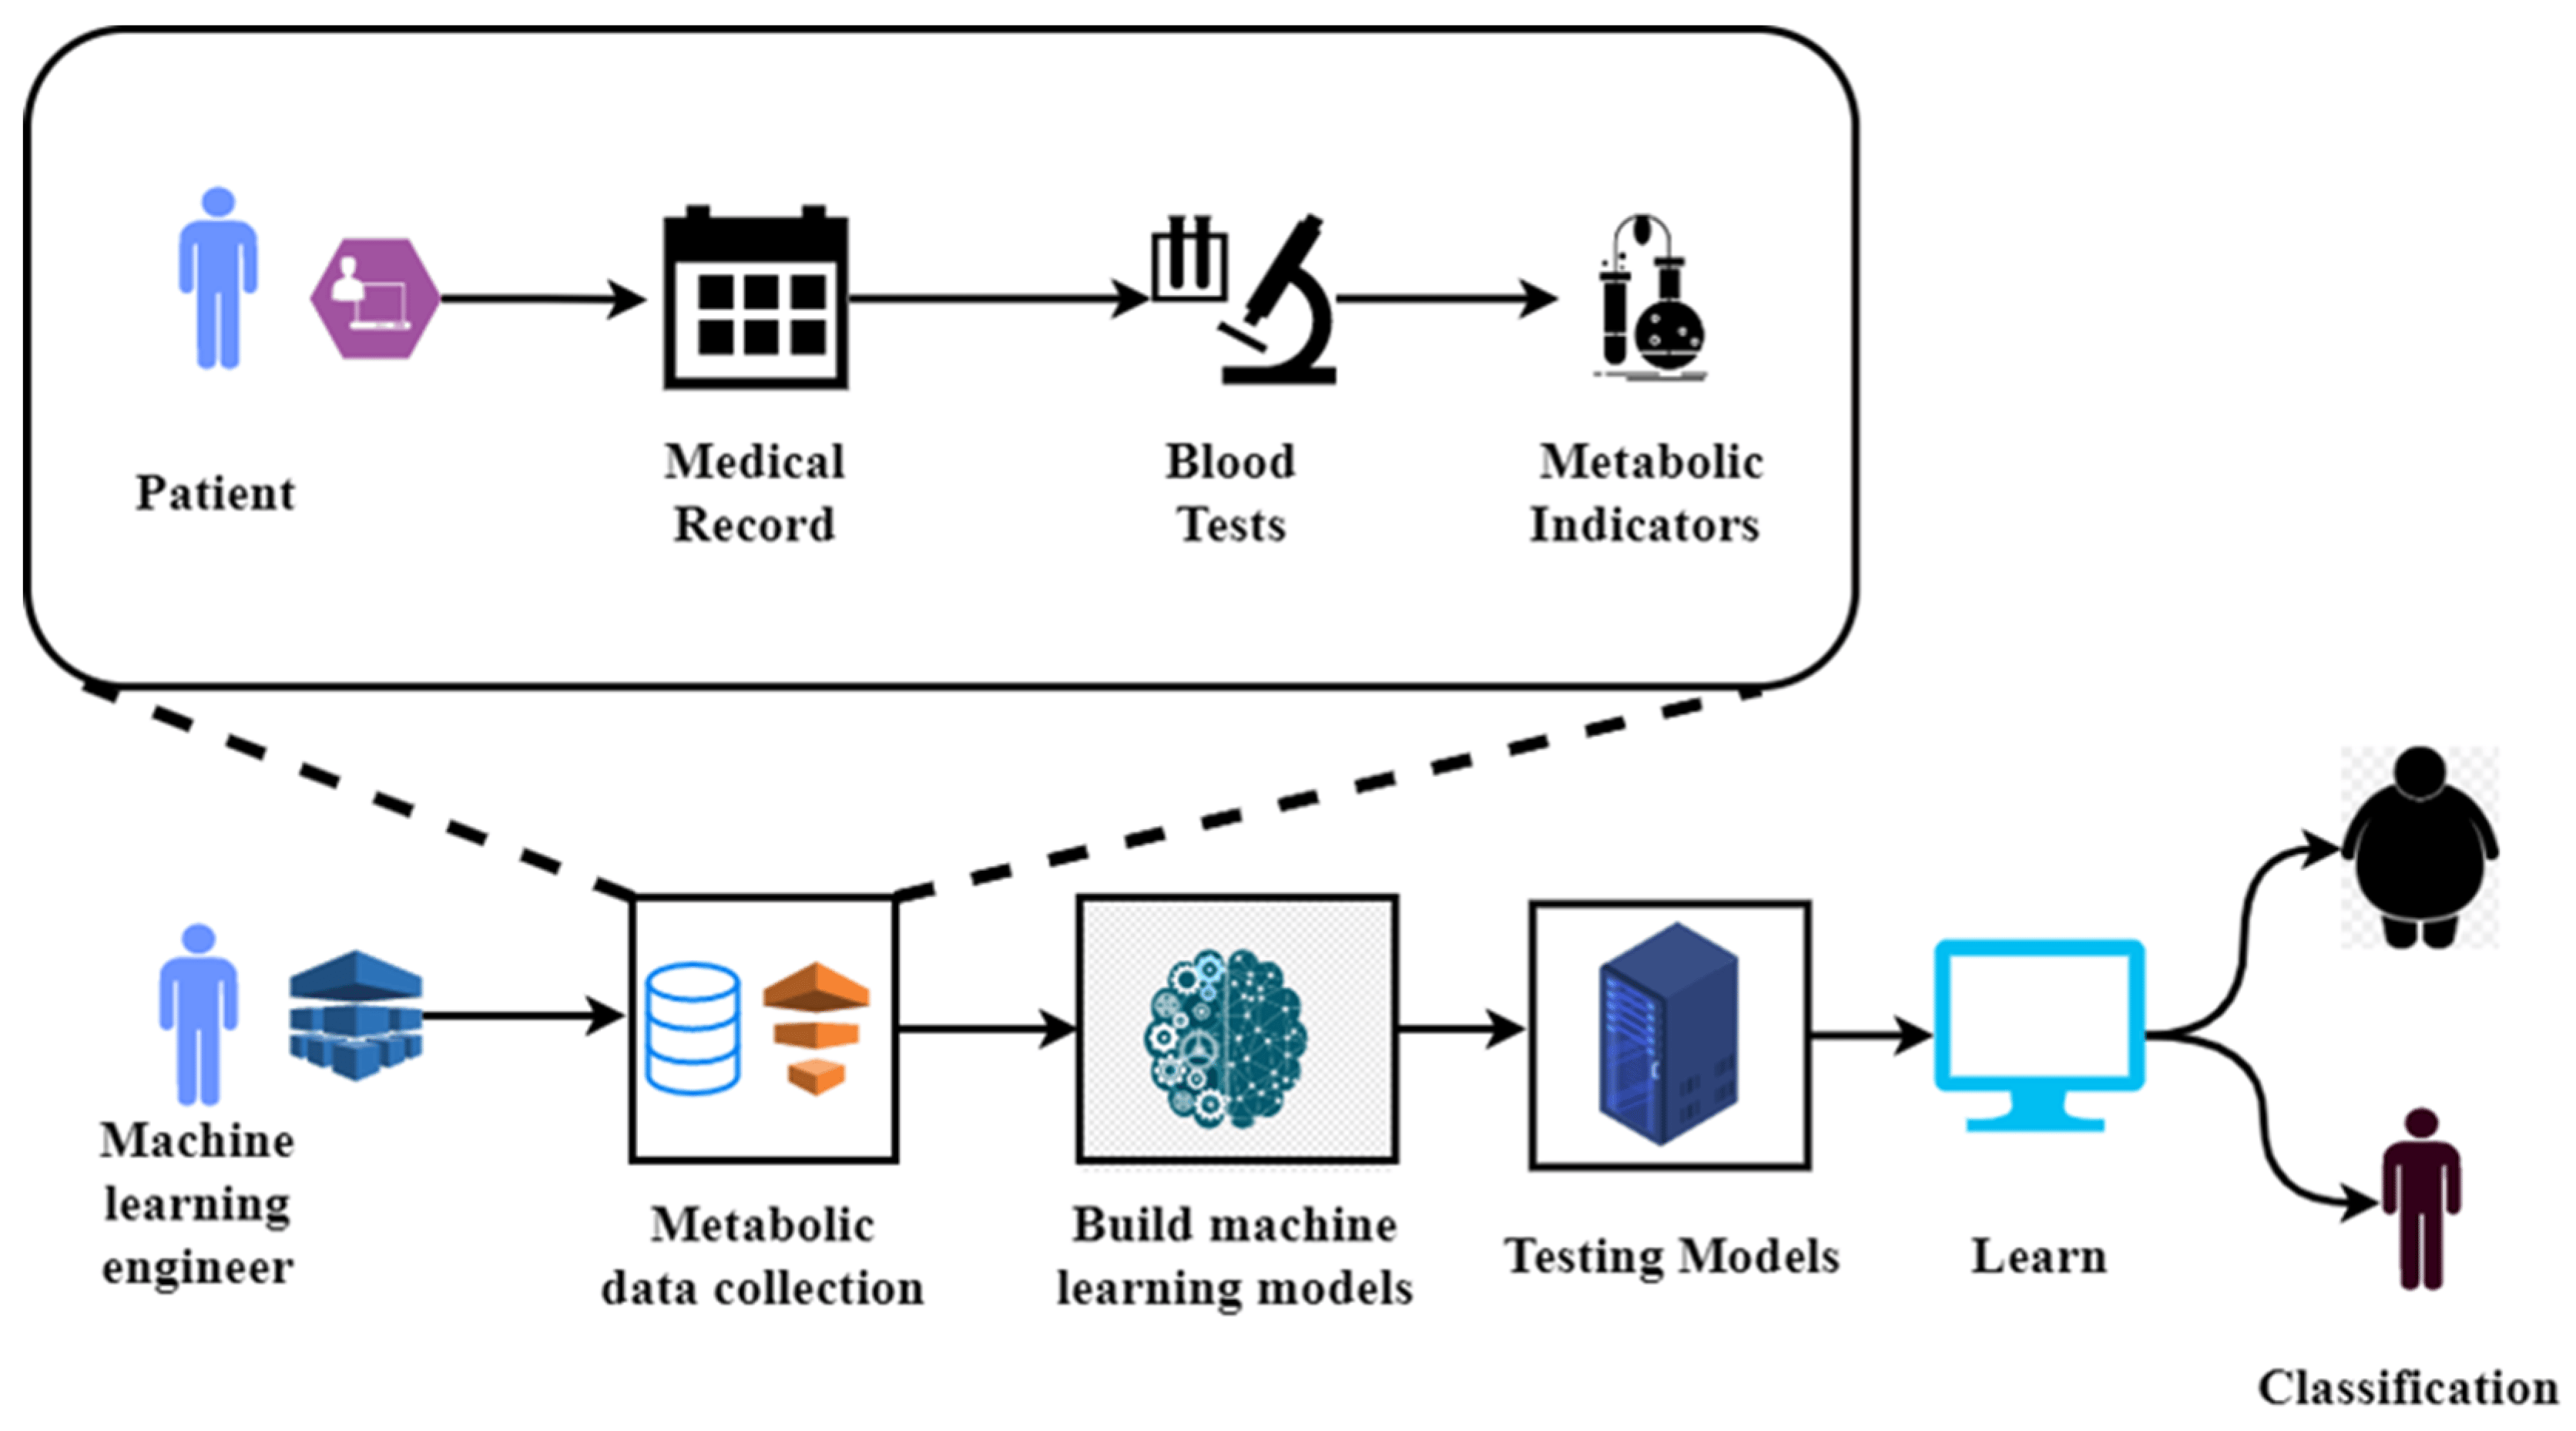 Patient
Medical
Record
Blood
Tests
Metabolic
Indicators
Machine
learning
engineer
Metabolic
data collection
Build machine
learning models
Testing Models
Learn
Classification